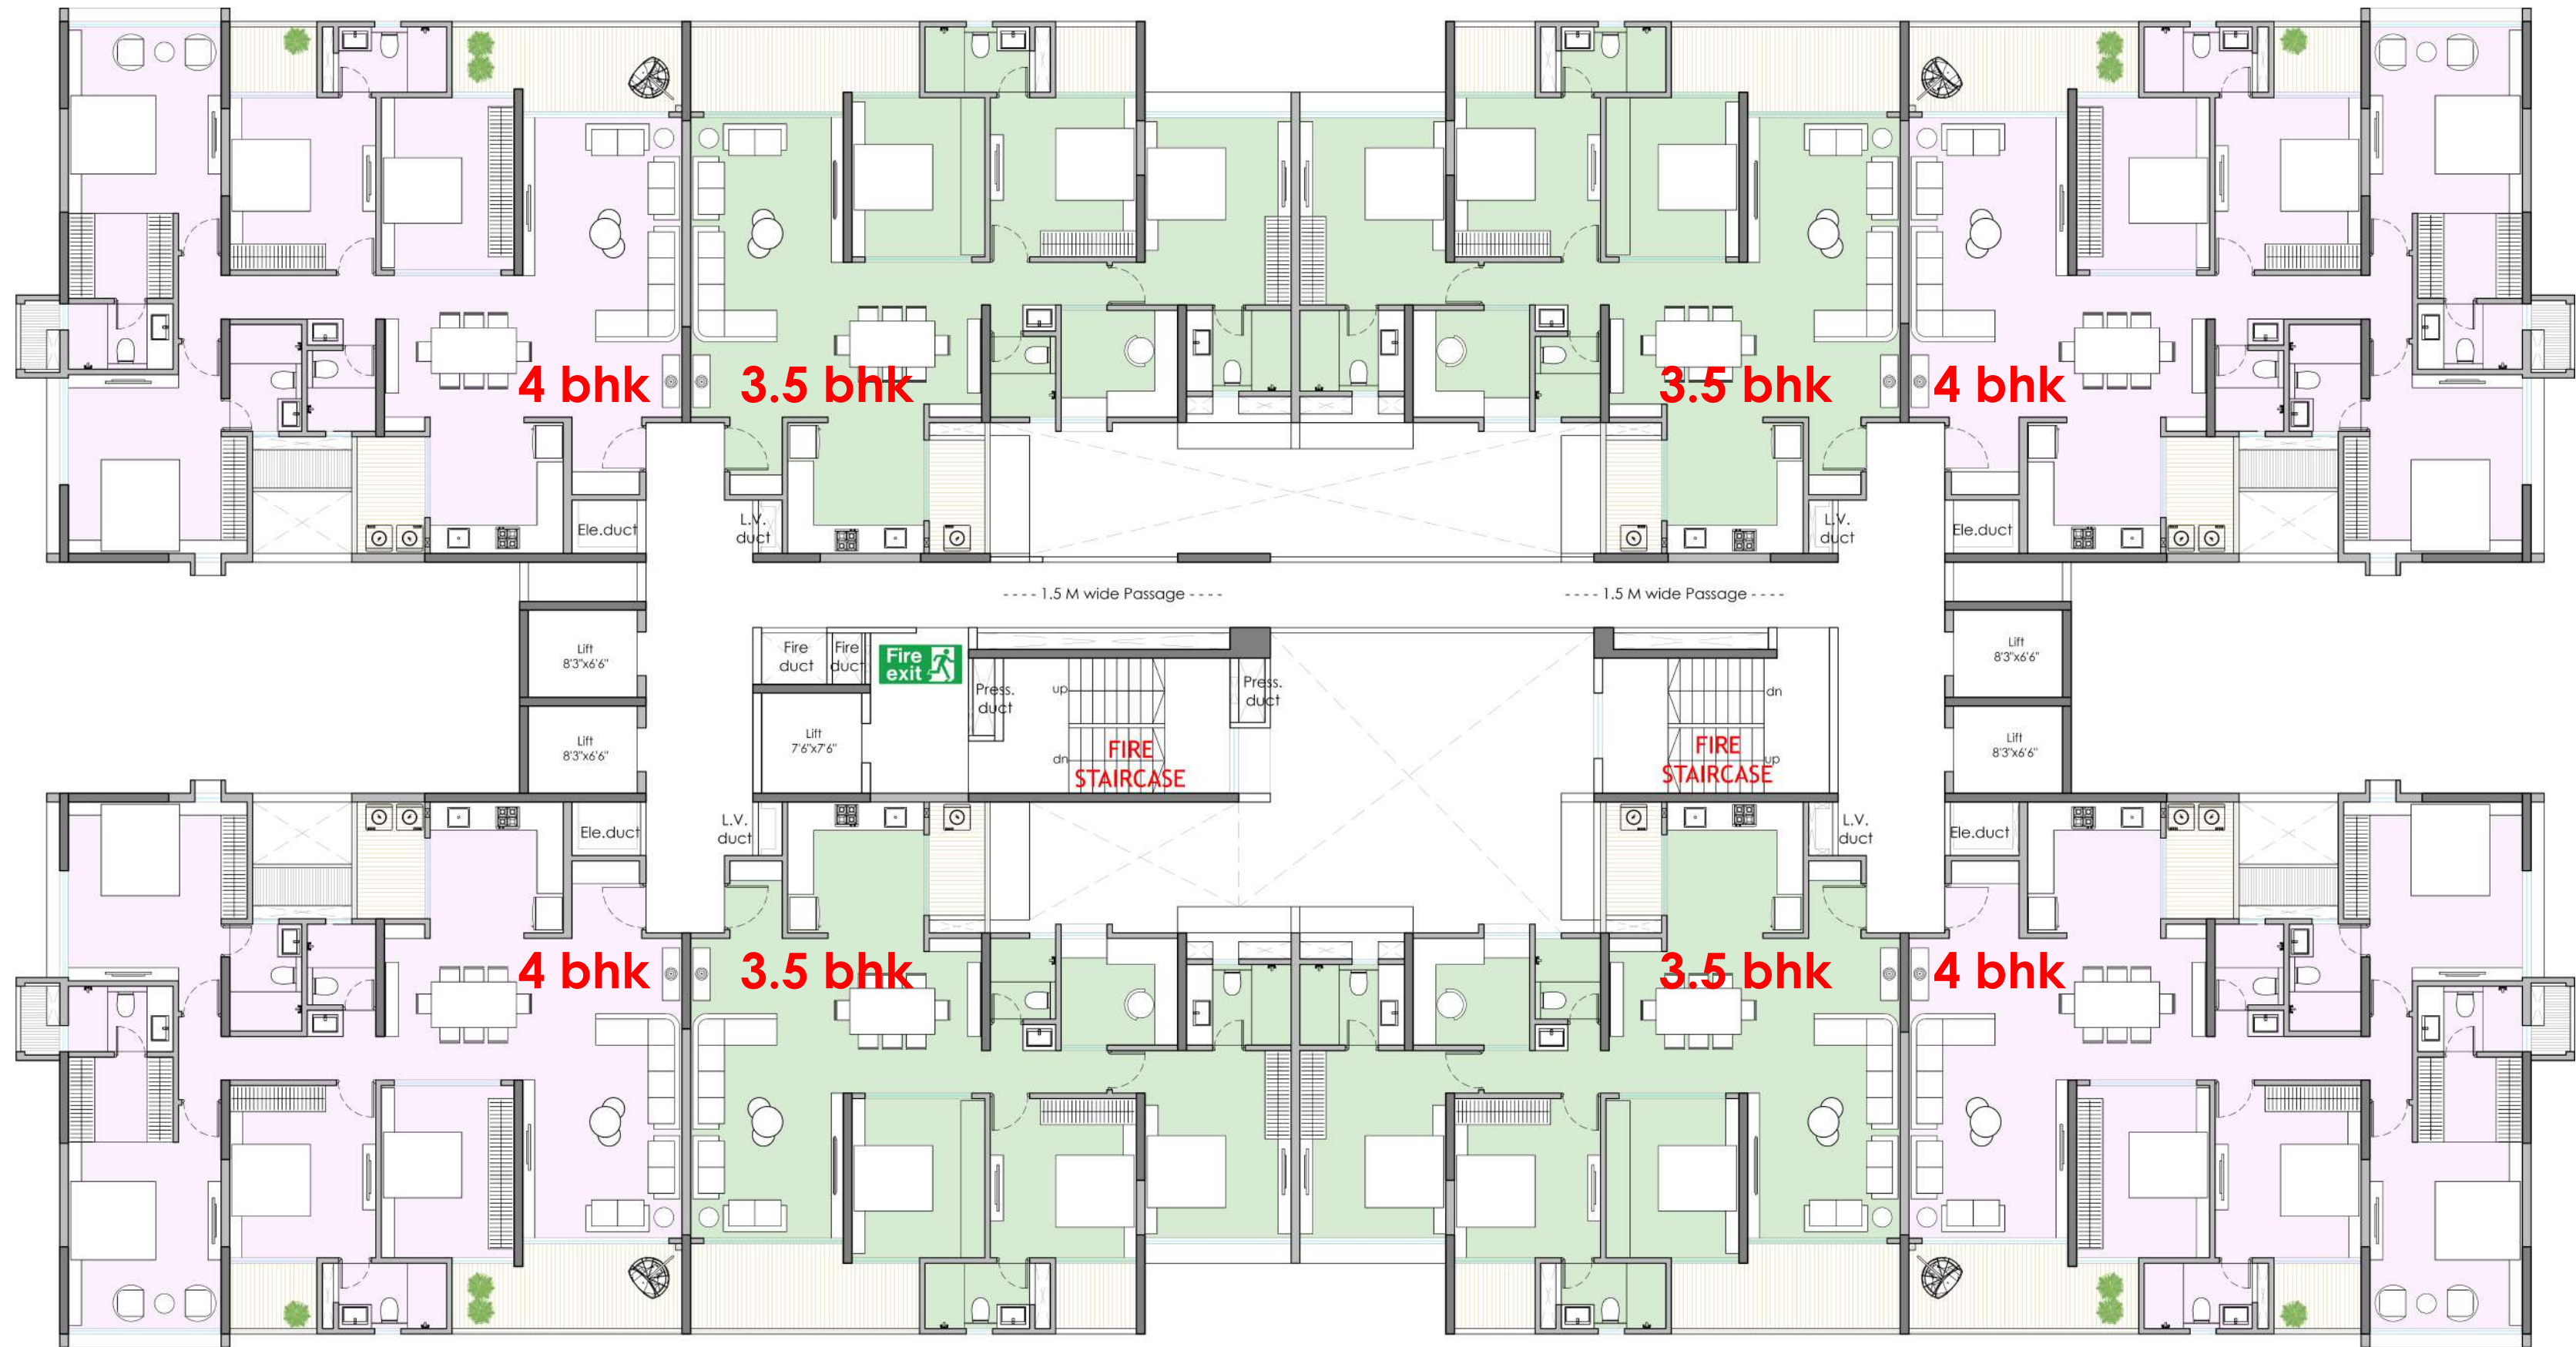 4 bhk
3.5 bhk
3.5 bhk
4 bhk
Ele.duct
L.V.
duct
L.V.
duct
Ele.duct
---- 1.5 M wide Passage ----
---- 1.5 M wide Passage ----
Lift
8'3"x6'6"
Fire
duct
Fire
duct
Fire
exit
Lift
8'3"x6'6"
Press.
duct
up
Press.
duct
dn
Lift
8'3"x6'6"
Lift
7'6"x7'6"
dn
FIRE
STAIRCASE
FIRE
STAIRCASE
up
Lift
8'3"x6'6"
Ele.duct
L.V.
duct
L.V.
duct
Ele.duct
4 bhk
3.5 bhk
3.5 bhk
4 bhk